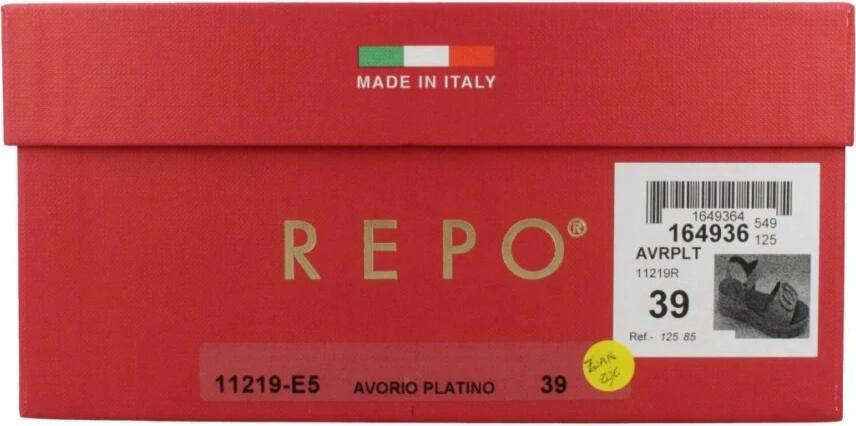 MADE IN ITALY
REPO®
1649364
164936 549
125
AVRPLT
11219R
39
Ref.- 125 85
11219-E5 AVORIO PLATINO 39